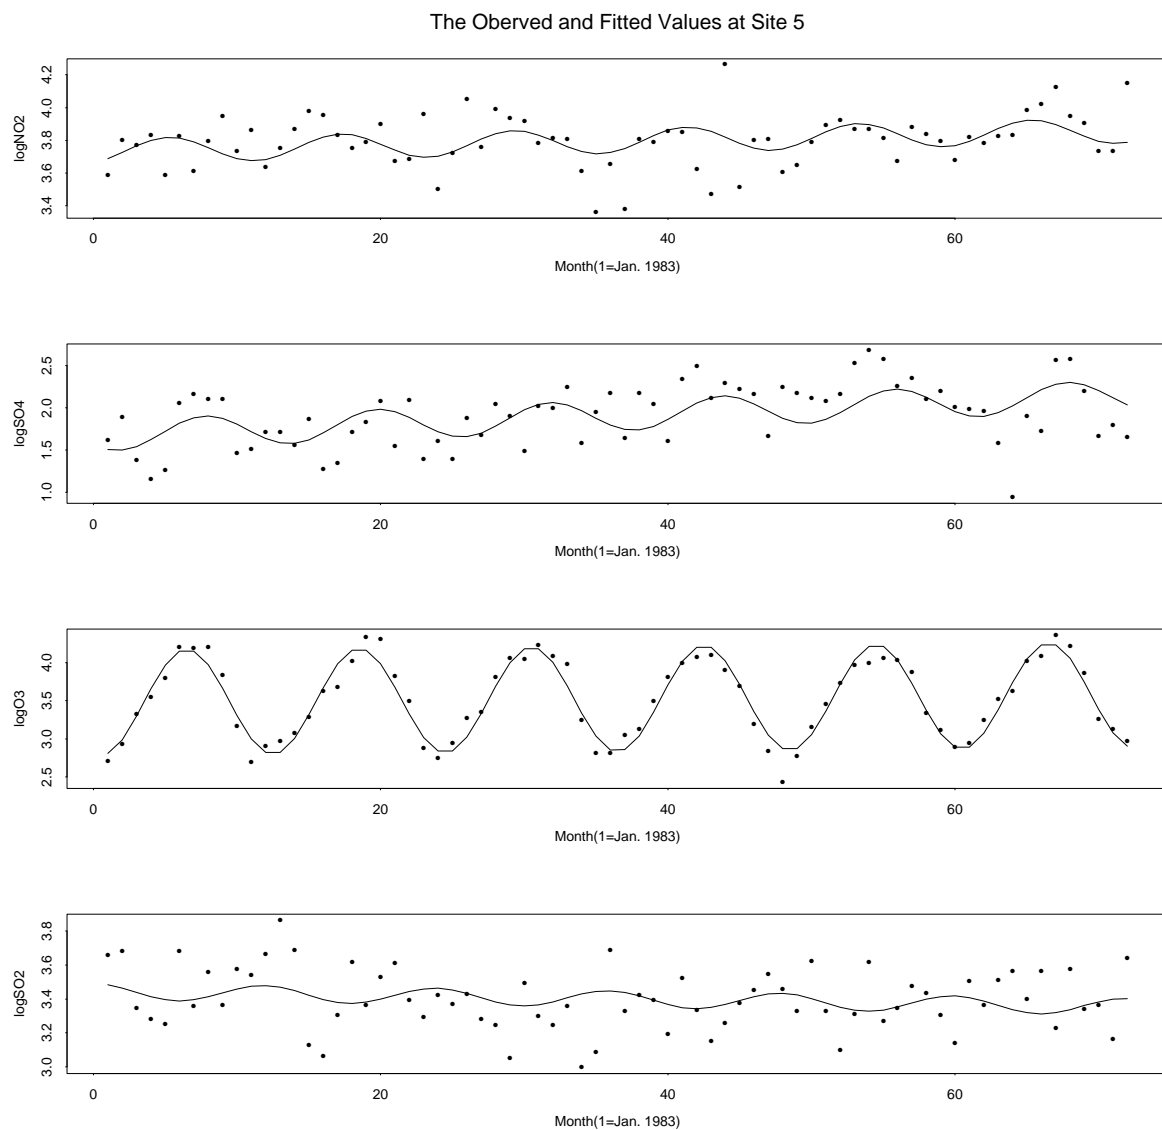 The Oberved and Fitted Values at Site 5
logNO2
4.2
4.0
3.8
3.6
3.4
0 20 40 60
Month(1=Jan. 1983)
logSO4
2.5
2.0
1.5
1.0
0 20 40 60
Month(1=Jan. 1983)
logO3
4.0
3.5
3.0
2.5
0 20 40 60
Month(1=Jan. 1983)
logSO2
3.8
3.6
3.4
3.2
3.0
0 20 40 60
Month(1=Jan. 1983)